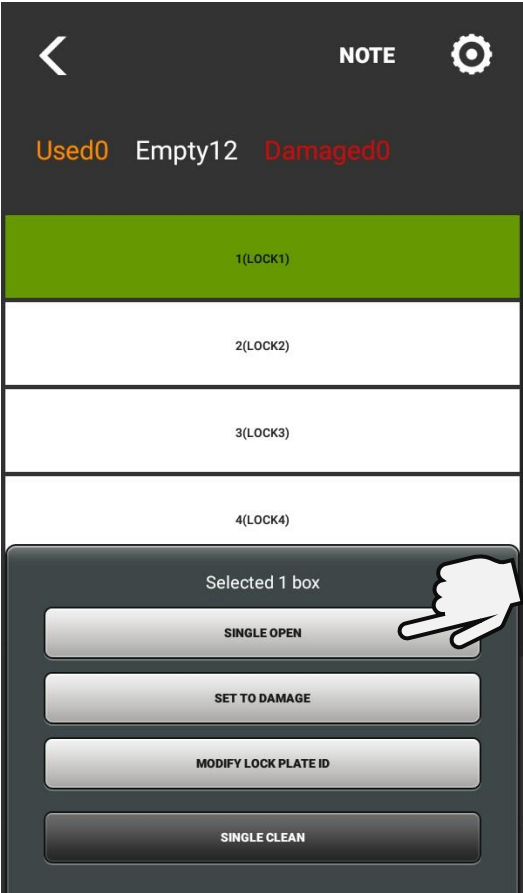 NOTE
Used0 Empty12 Damaged0
1(LOCK1)
2(LOCK2)
3(LOCK3)
4(LOCK4)
Selected 1 box
SINGLE OPEN
SET TO DAMAGE
MODIFY LOCK PLATE ID
SINGLE CLEAN